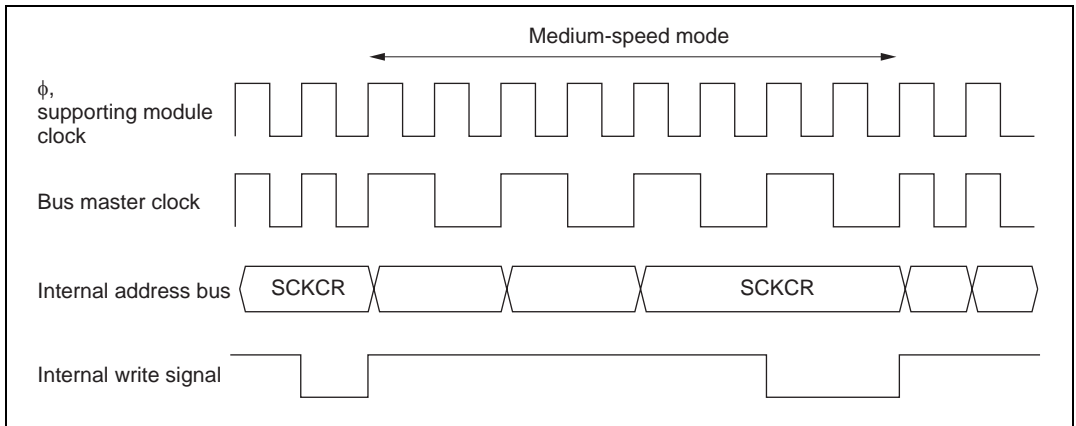 Medium-speed mode
ϕ,
supporting module
clock
Bus master clock
Internal address bus
SCKCR
SCKCR
Internal write signal